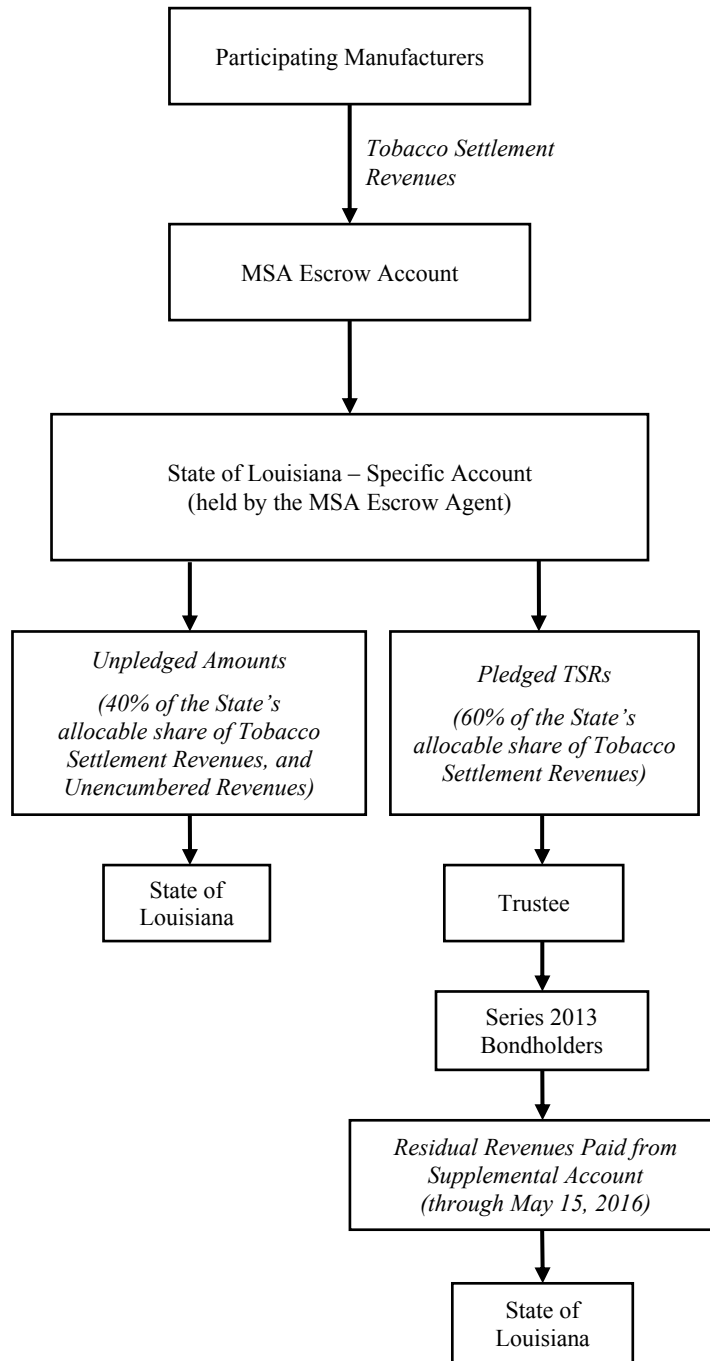 Participating Manufacturers
Tobacco Settlement
Revenues
MSA Escrow Account
State of Louisiana – Specific Account
(held by the MSA Escrow Agent)
Unpledged Amounts
(40% of the State’s
allocable share of Tobacco
Settlement Revenues, and
Unencumbered Revenues)
Pledged TSRs
(60% of the State’s
allocable share of Tobacco
Settlement Revenues)
State of
Louisiana
Trustee
Series 2013
Bondholders
Residual Revenues Paid from
Supplemental Account
(through May 15, 2016)
State of
Louisiana